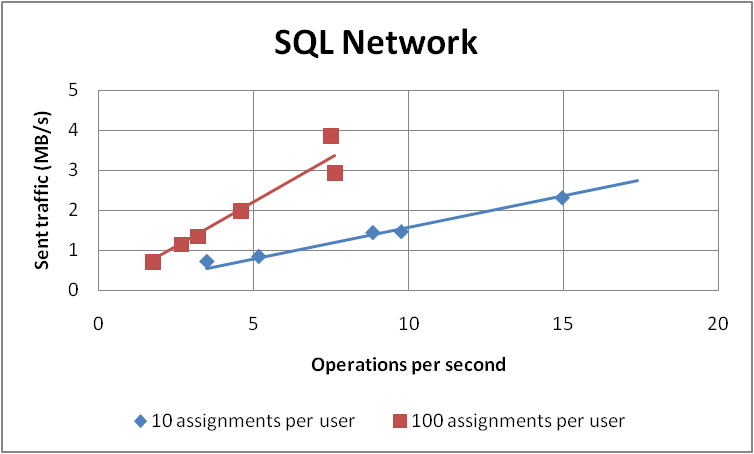 SQL Network
Sent traffic (MB/s)
5
4
3
2
1
0
0 5 10 15 20
Operations per second
10 assignments per user 100 assignments per user